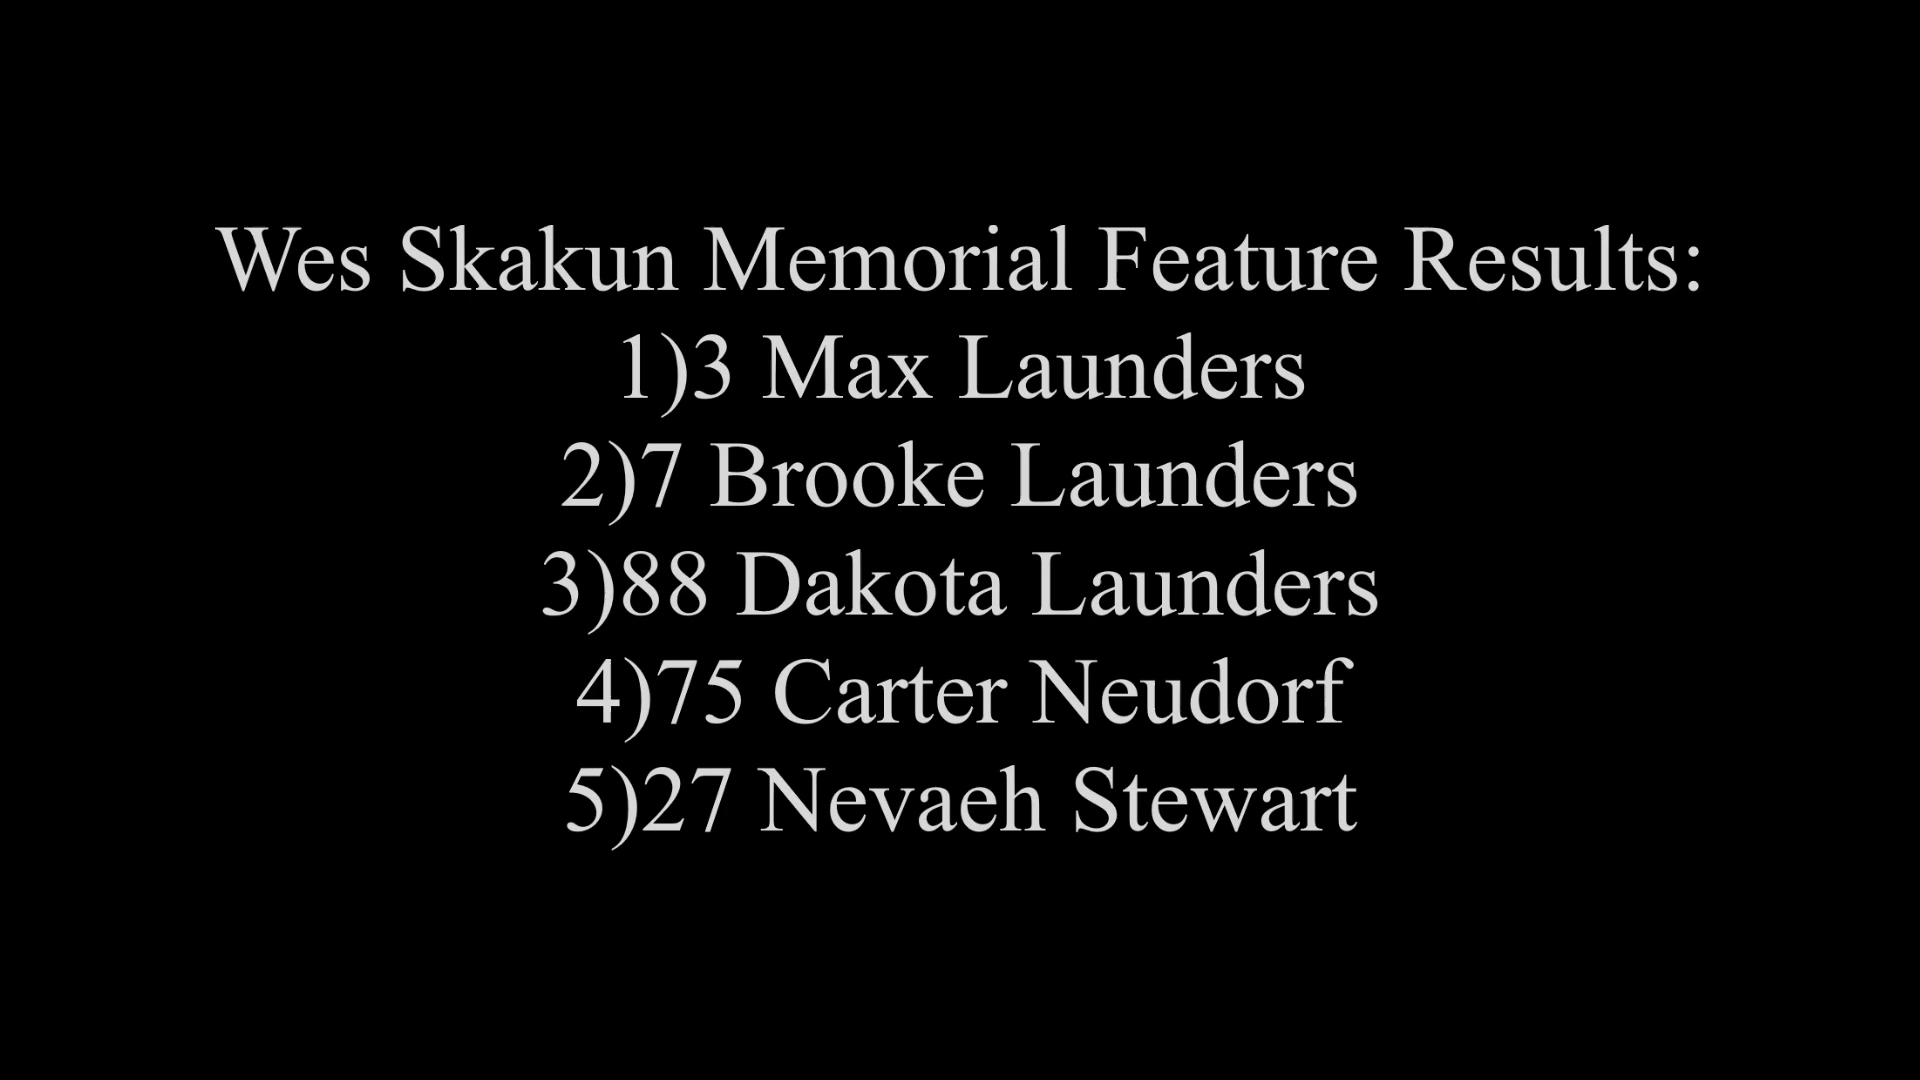 Wes Skakun Memorial Feature Results:
1)3 Max Launders
2)7 Brooke Launders
3)88 Dakota Launders
4)75 Carter Neudorf
5)27 Nevaeh Stewart